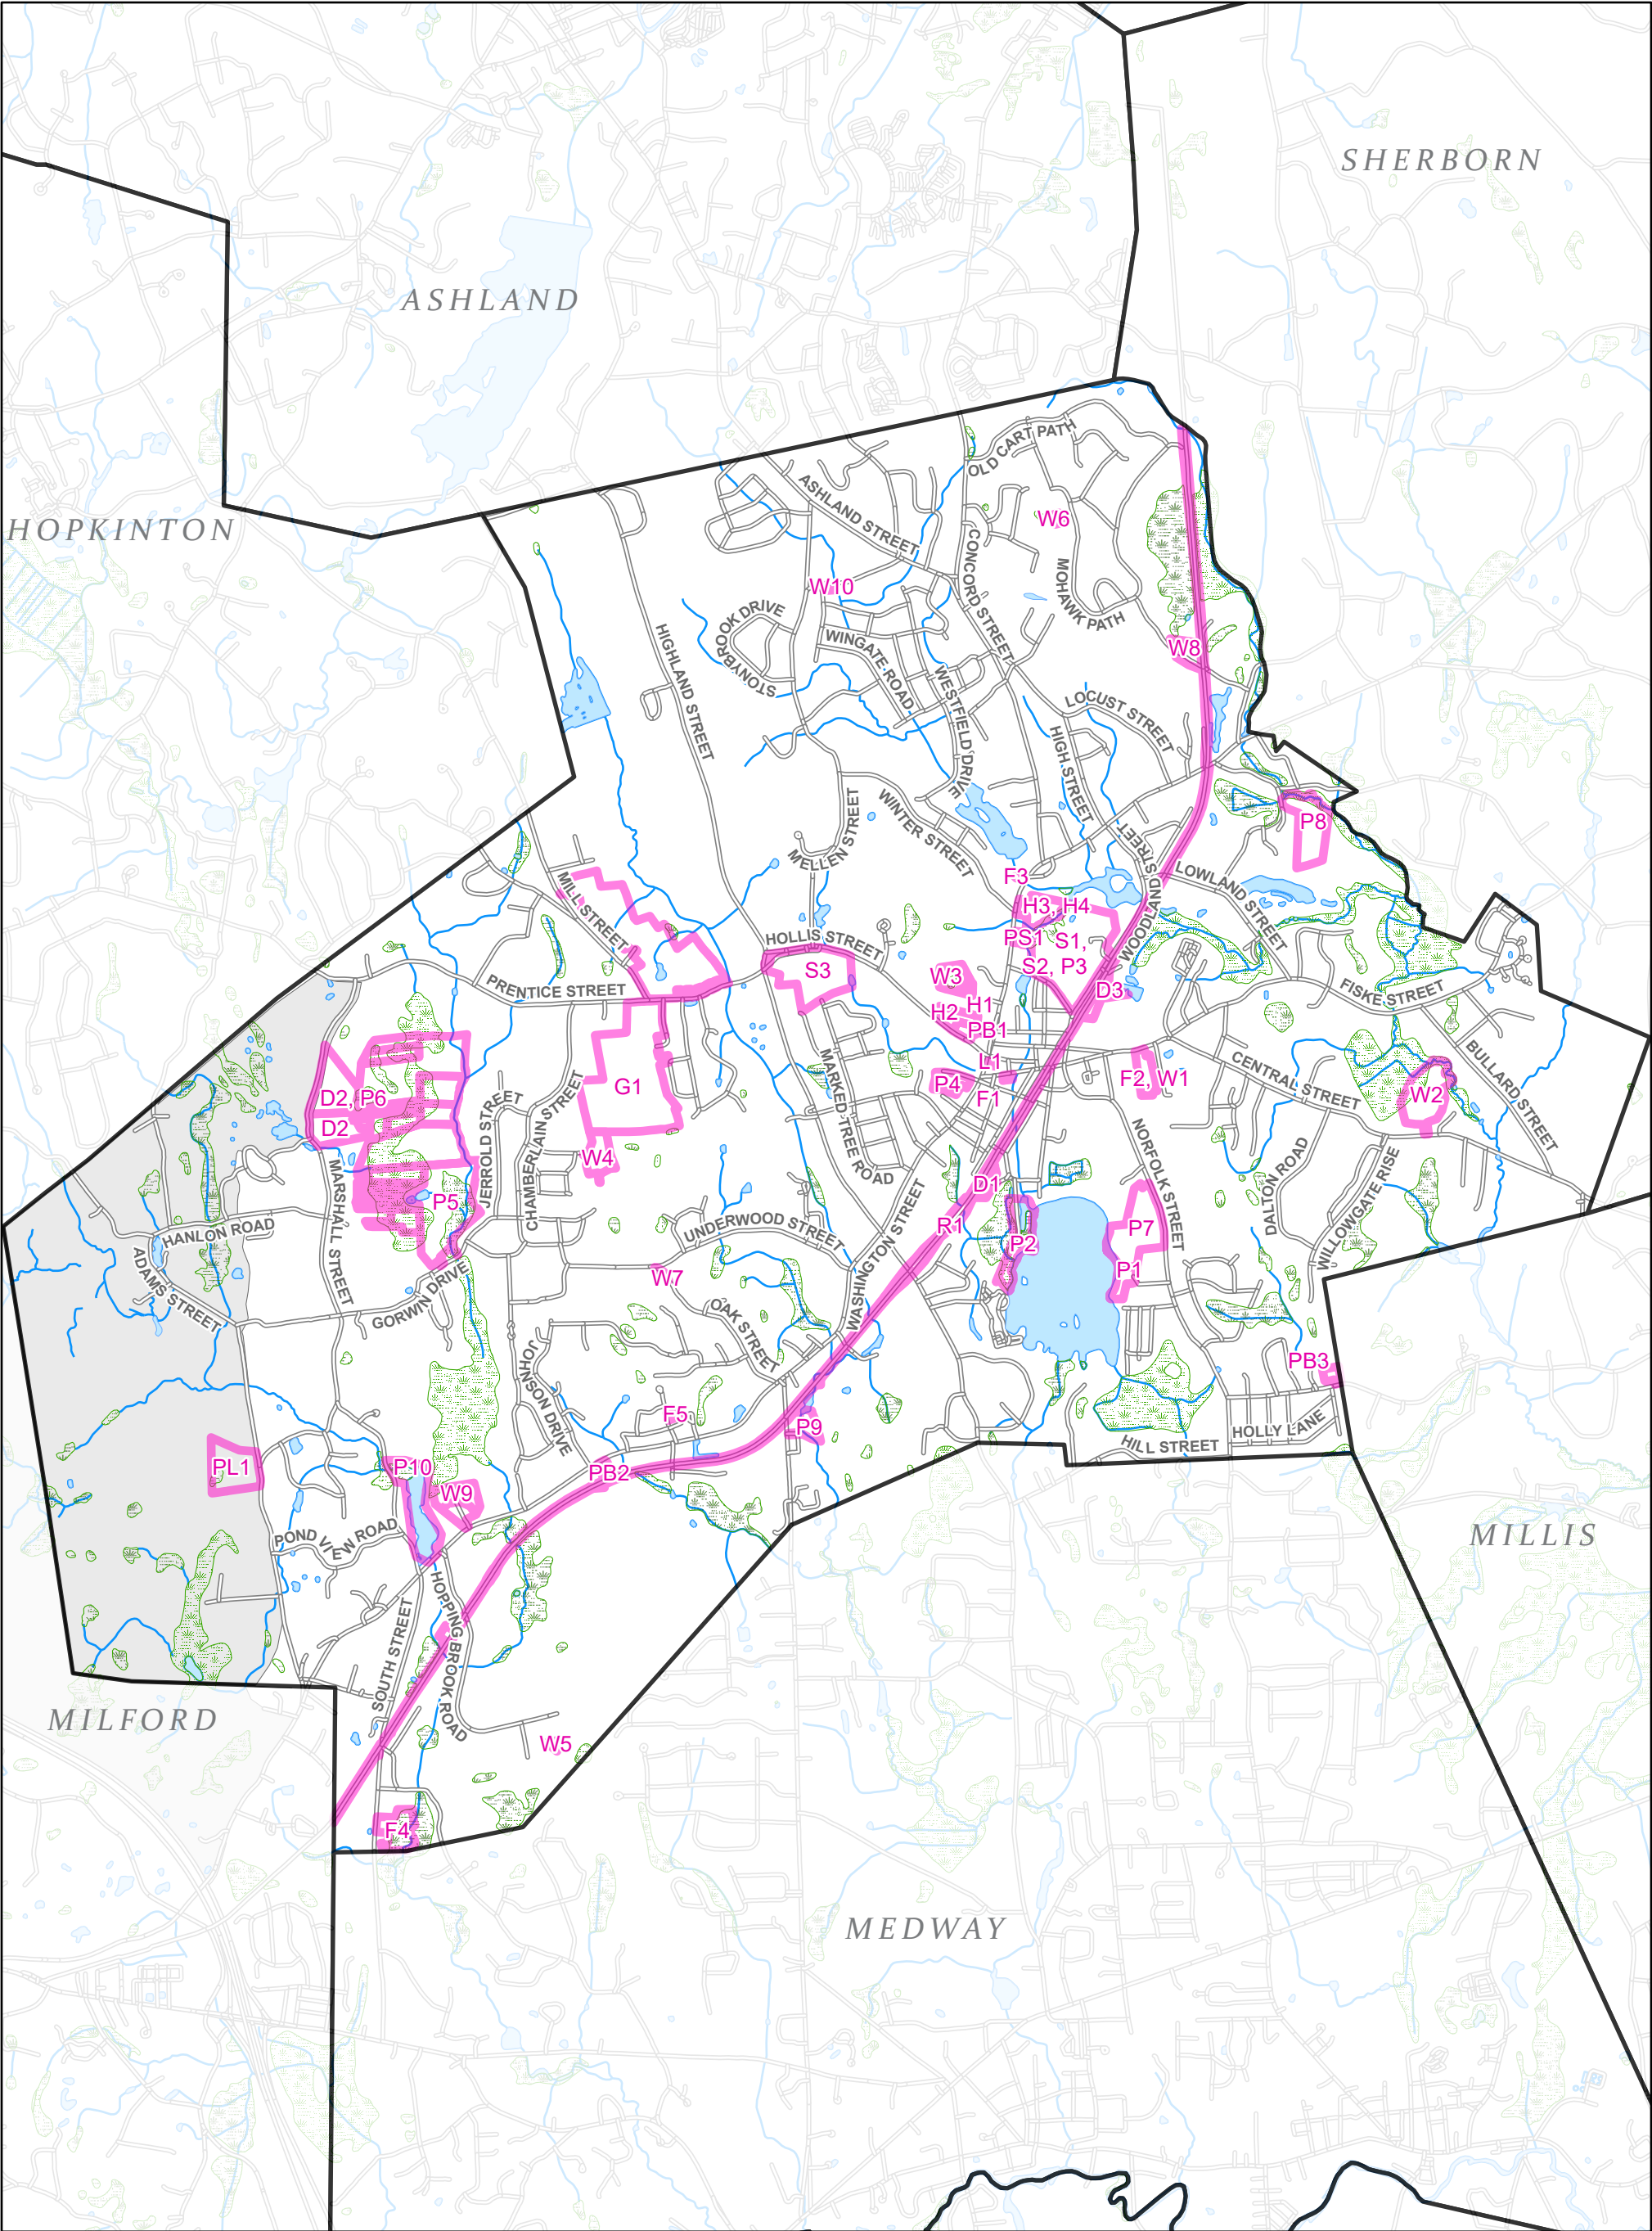 SHERBORN
ASHLAND
HOPKINTON
OLD CART PATH
ASHLAND STREET
W6
CONCORD STREET
W10
MOHAWK PATH
STONYBROOK DRIVE
WINGATE ROAD
HIGHLAND STREET
W8
WESTFIELD DRIVE
LOCUST STREET
HIGH STREET
WINTER STREET
MELLEN STREET
P8
WOODLAND STREET
LOWLAND STREET
F3
MILL STREET
H3, H4
HOLLIS STREET
PS1
S1,
S2, P3
S3
W3
PRENTICE STREET
D3
FISKE STREET
H1
H2
PB1
BULLARD STREET
L1
CENTRAL STREET
F2, W1
P4
G1
F1
W2
D2, P6
D2
JERROLD STREET
CHAMBERLAIN STREET
MARKED TREE ROAD
NORFOLK STREET
W4
DALTON ROAD
WILLOWGATE RISE
MARSHALL STREET
D1
P5
R1
P7
HANLON ROAD
UNDERWOOD STREET
WASHINGTON STREET
P2
P1
ADAMS STREET
W7
GORWIN DRIVE
OAK STREET
PB3
JOHNSON DRIVE
F5
P9
HOLLY LANE
HILL STREET
PL1
P10
PB2
W9
POND VIEW ROAD
MILLIS
HOPPING BROOK ROAD
SOUTH STREET
MILFORD
W5
F4
MEDWAY